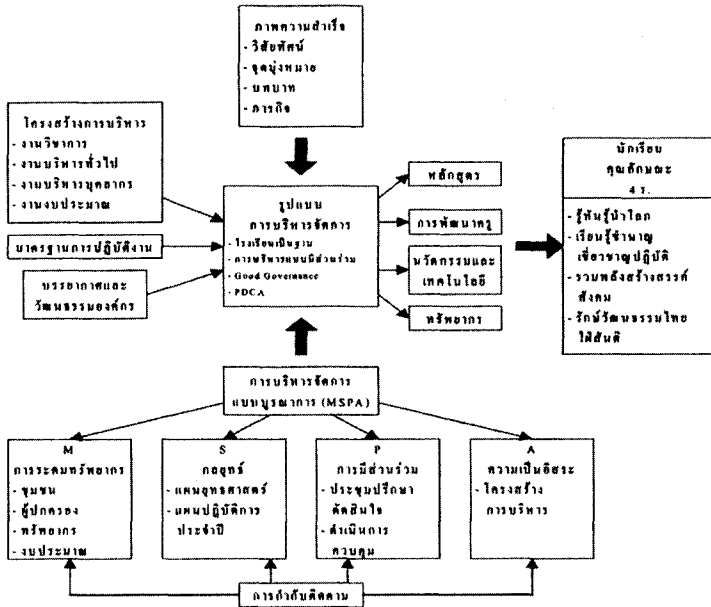 ภาพความสำเร็จ
- วิสัยทัศน์
- จุดมุ่งหมาย
- บทบาท
- ภารกิจ
โครงสร้างการบริหาร
- งานวิชาการ
- งานบริหารทั่วไป
- งานบริหารบุคลากร
- งานงบประมาณ
มาตรฐานการปฏิบัติงาน
บรรยากาศและ
วัฒนธรรมองค์กร
รูปแบบ
การบริหารจัดการ
- โรงเรียนเป็นฐาน
- การบริหารแบบมีส่วนร่วม
- Good Governance
- PDCA
หลักสูตร
การพัฒนาครู
นวัตกรรมและ
เทคโนโลยี
ทรัพยากร
นักเรียน
คุณลักษณะ
4 ร.
- รู้ทันรู้นำโลก
- เรียนรู้ชำนาญ
เชี่ยวชาญปฏิบัติ
- รวมพลังสร้างสรรค์
สังคม
- รักษ์วัฒนธรรมไทย
ใฝ่สันติ
การบริหารจัดการ
แบบบูรณาการ (MSPA)
M
การระดมทรัพยากร
- ชุมชน
- ผู้ปกครอง
- ทรัพยากร
- งบประมาณ
S
กลยุทธ์
- แผนยุทธศาสตร์
- แผนปฏิบัติการ
ประจำปี
P
การมีส่วนร่วม
- ประชุมปรึกษา
ตัดสินใจ
- ดำเนินการ
ควบคุม
A
ความเป็นอิสระ
- โครงสร้าง
การบริหาร
การกำกับติดตาม